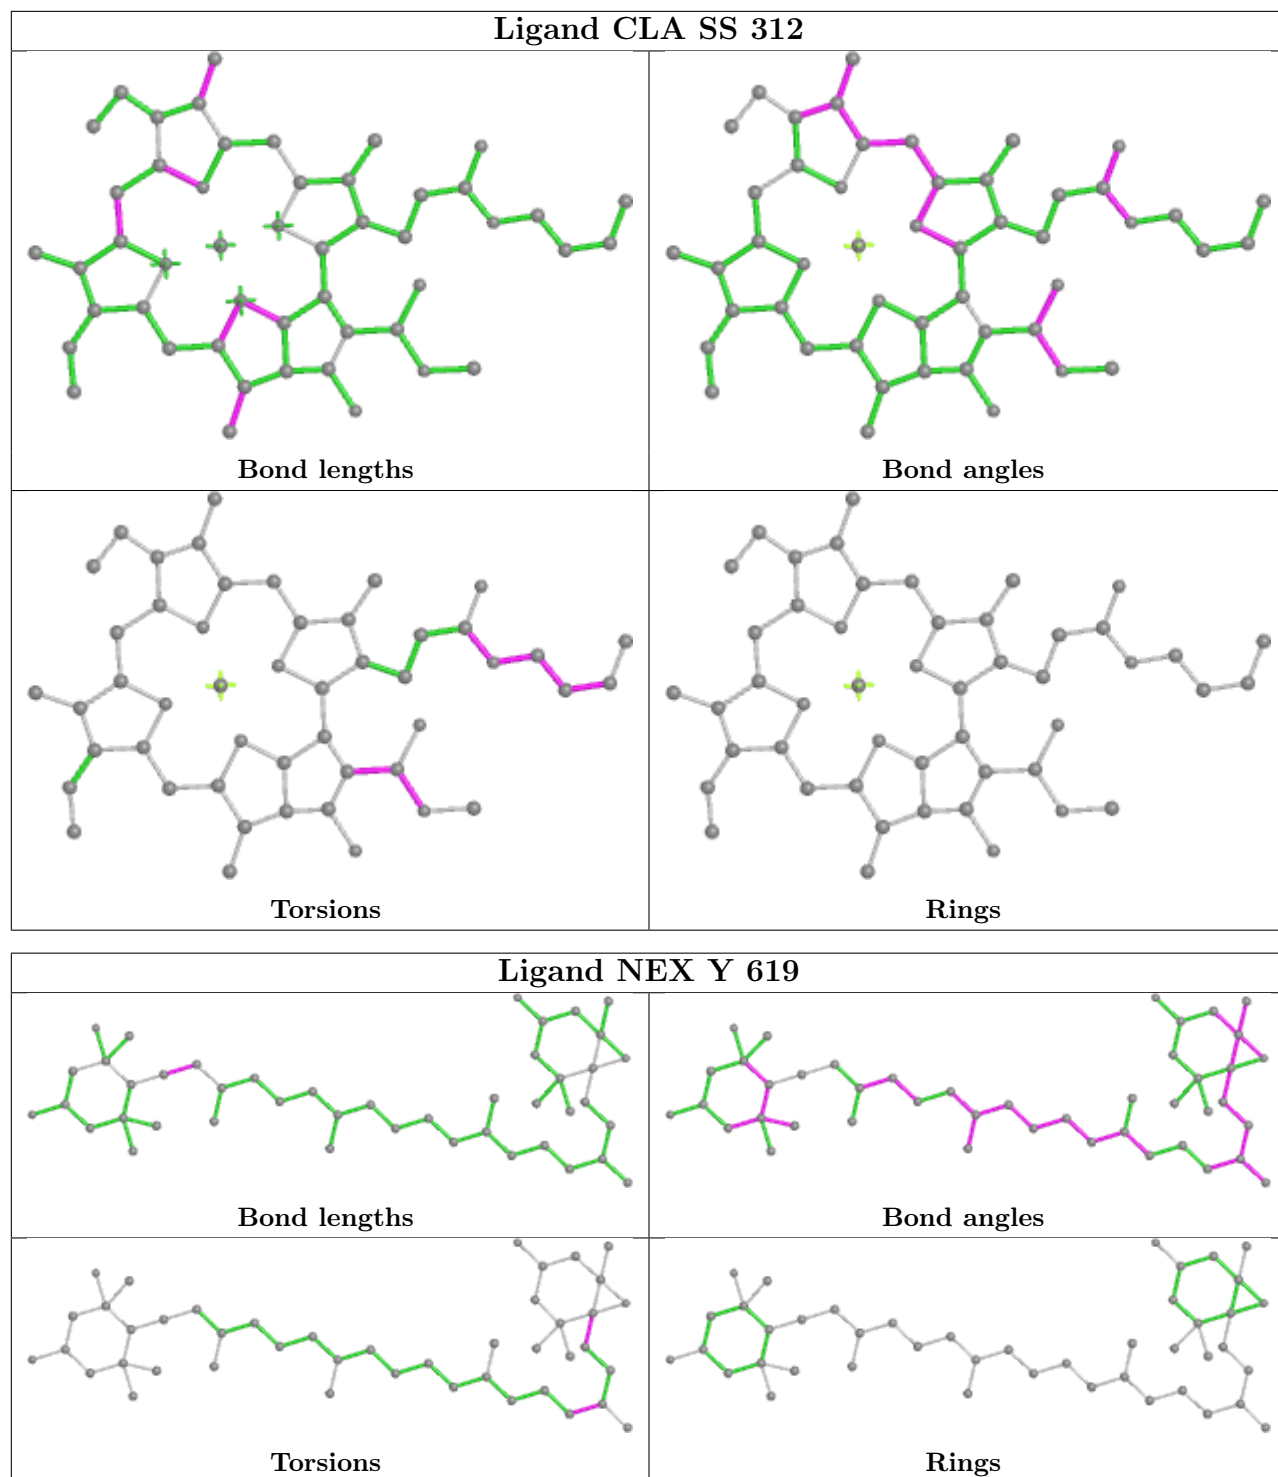 Ligand CLA SS 312
Bond lengths
Bond angles
Torsions
Rings
Ligand NEX Y 619
Bond lengths
Bond angles
Torsions
Rings